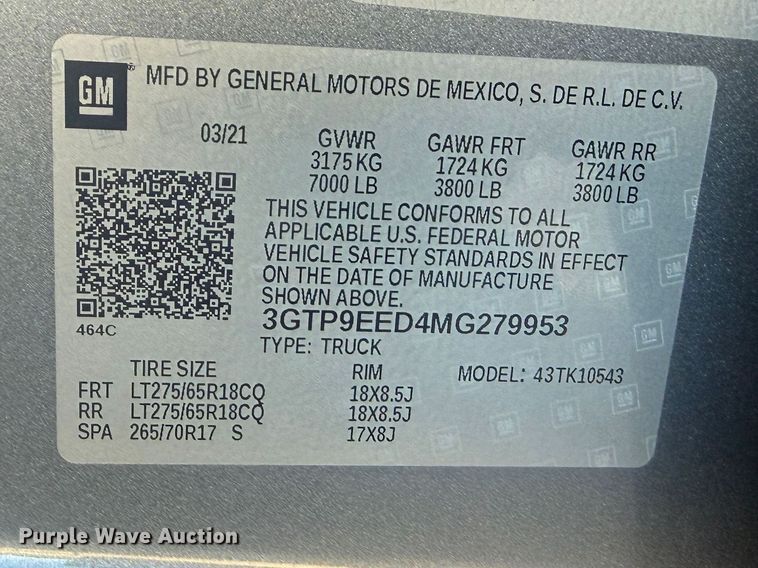 GM
MFD BY GENERAL MOTORS DE MEXICO, S. DE R.L. DE C.V.
03/21 GVWR GAWR FRT GAWR RR
3175 KG 1724 KG 1724 KG
7000 LB 3800 LB 3800 LB
THIS VEHICLE CONFORMS TO ALL
APPLICABLE U.S. FEDERAL MOTOR
VEHICLE SAFETY STANDARDS IN EFFECT
ON THE DATE OF MANUFACTURE
SHOWN ABOVE.
464C
3GTP9EED4MG279953
TYPE: TRUCK
TIRE SIZE RIM MODEL: 43TK10543
FRT LT275/65R18CQ 18X8.5J
RR LT275/65R18CQ 18X8.5J
SPA 265/70R17 S 17X8J
Purple Wave Auction